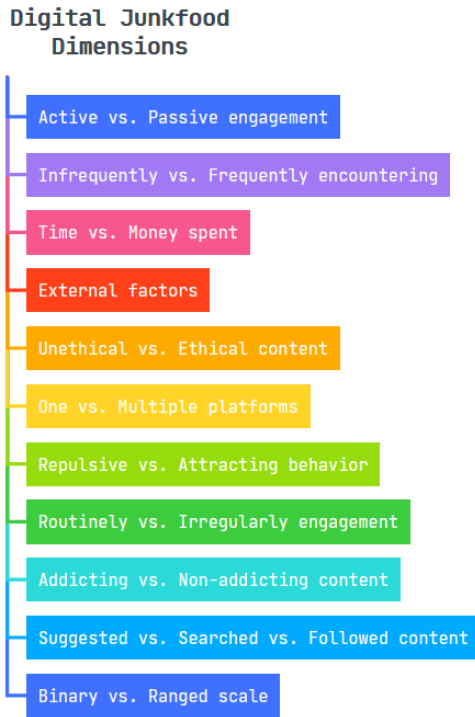 Digital Junkfood
Dimensions
Active vs. Passive engagement
Infrequently vs. Frequently encountering
Time vs. Money spent
External factors
Unethical vs. Ethical content
One vs. Multiple platforms
Repulsive vs. Attracting behavior
Routinely vs. Irregularly engagement
Addicting vs. Non-addicting content
Suggested vs. Searched vs. Followed content
Binary vs. Ranged scale